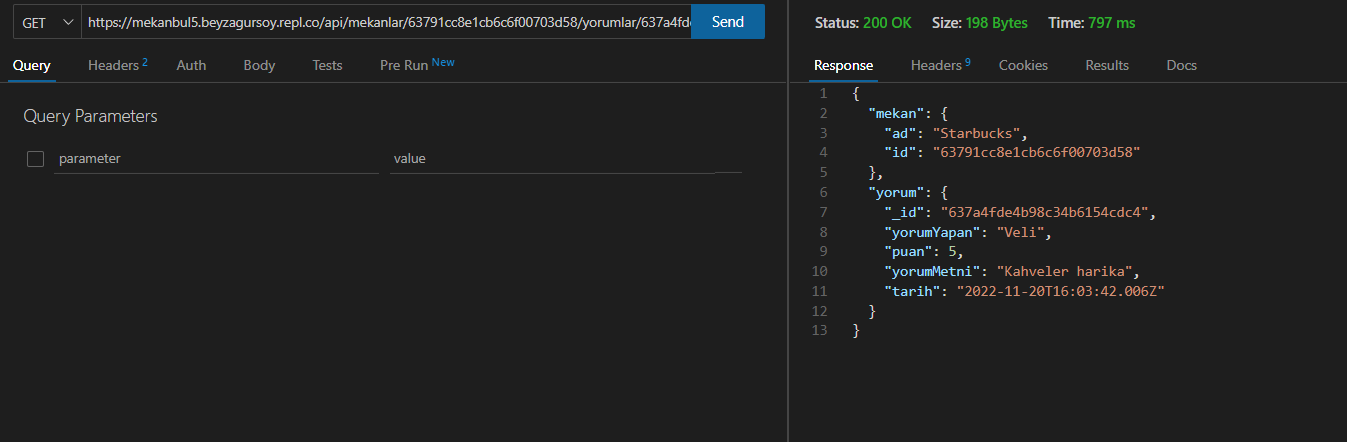 GET
https://mekanbul5.beyzagursoy.repl.co/api/mekanlar/63791cc8e1cb6c6f00703d58/yorumlar/637a4fde
Send
Query Headers 2 Auth Body Tests Pre Run New
Query Parameters
parameter value
Status: 200 OK Size: 198 Bytes Time: 797 ms
Response Headers 9 Cookies Results Docs
1 {
2 "mekan": {
3 "ad": "Starbucks",
4 "id": "63791cc8e1cb6c6f00703d58"
5 },
6 "yorum": {
7 "_id": "637a4fde4b98c34b6154cdc4",
8 "yorumYapan": "Veli",
9 "puan": 5,
10 "yorumMetni": "Kahveler harika",
11 "tarih": "2022-11-20T16:03:42.006Z"
12 }
13 }